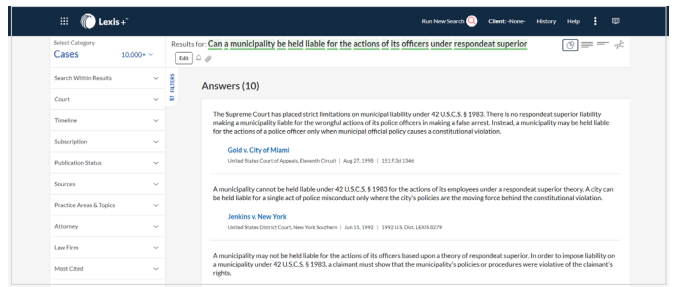 Lexis+
Run New Search
Client: -None-
History
Help
Select Category
Cases 10,000+
Results for: Can a municipality be held liable for the actions of its officers under respondeat superior
Edit
Search Within Results
Court
Timeline
Subscription
Publication Status
Sources
Practice Areas & Topics
Attorney
Law Firm
Most Cited
FILTERS
Answers (10)
The Supreme Court has placed strict limitations on municipal liability under 42 U.S.C.S. § 1983. There is no respondeat superior liability
making a municipality liable for the wrongful actions of its police officers in making a false arrest. Instead, a municipality may be held liable
for the actions of a police officer only when municipal official policy causes a constitutional violation.
Gold v. City of Miami
United States Court of Appeals, Eleventh Circuit | Aug 27, 1998 | 151 F.3d 1346
A municipality cannot be held liable under 42 U.S.C.S. § 1983 for the actions of its employees under a respondeat superior theory. A city can
be held liable for a single act of police misconduct only where the city's policies are the moving force behind the constitutional violation.
Jenkins v. New York
United States District Court, New York Southern | Jun 15, 1992 | 1992 U.S. Dist. LEXIS 8279
A municipality may not be held liable for the actions of its officers based upon a theory of respondeat superior. In order to impose liability on
a municipality under 42 U.S.C.S. § 1983, a claimant must show that the municipality's policies or procedures were violative of the claimant's
rights.